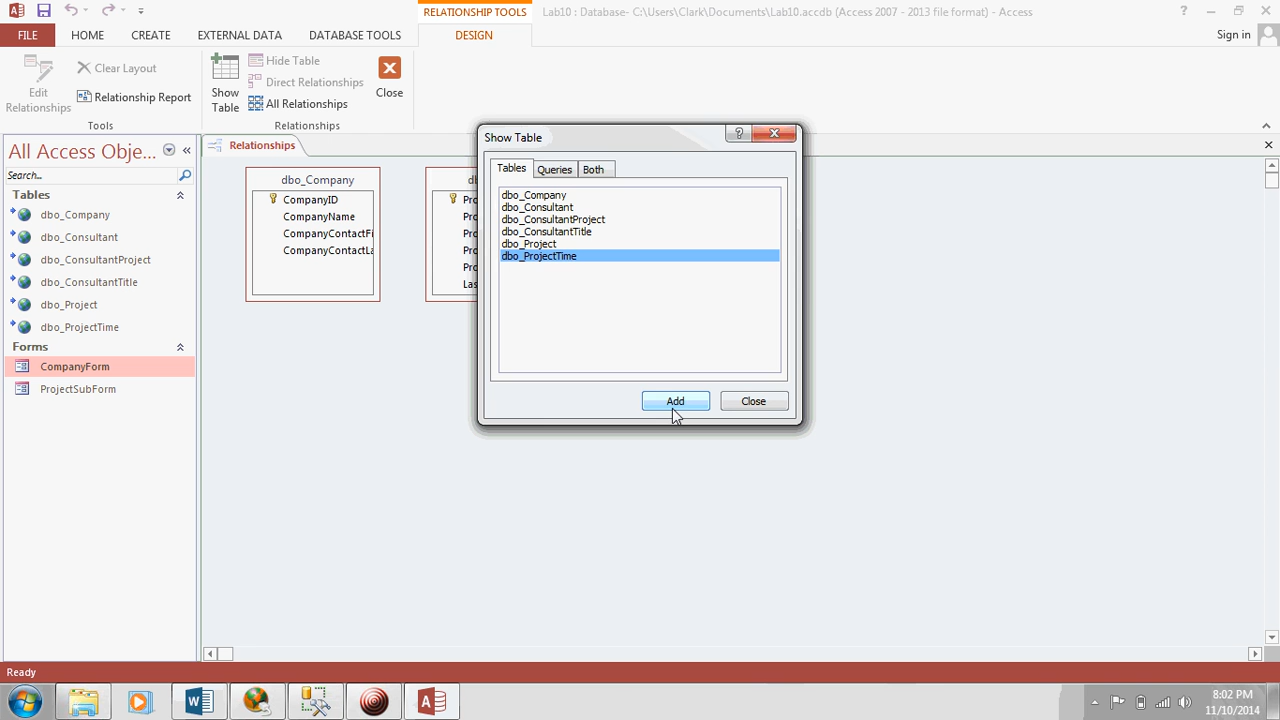 RELATIONSHIP TOOLS
Lab10 : Database- C:\Users\Clark\Documents\Lab10.accdb (Access 2007 - 2013 file format) - Access
FILE
HOME
CREATE
EXTERNAL DATA
DATABASE TOOLS
DESIGN
Sign in
Edit
Relationships
Clear Layout
Relationship Report
Tools
Show
Table
Hide Table
Direct Relationships
All Relationships
Close
Relationships
All Access Obje...
Search...
Tables
dbo_Company
dbo_Consultant
dbo_ConsultantProject
dbo_ConsultantTitle
dbo_Project
dbo_ProjectTime
Forms
CompanyForm
ProjectSubForm
Relationships
dbo_Company
CompanyID
CompanyName
CompanyContactFi
CompanyContactLa
Show Table
Tables
Queries
Both
dbo_Company
dbo_Consultant
dbo_ConsultantProject
dbo_ConsultantTitle
dbo_Project
dbo_ProjectTime
Add
Close
Ready
8:02 PM
11/10/2014